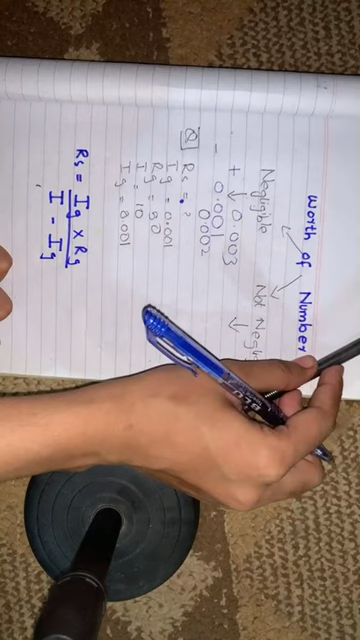 Worth of Number
Negligible Not Negl
+ ↓ 0.003
- 0.001
0.002
Q Rs = ?
Ig = 0.001
Rg = 50
I = 10
Ig = 0.001
Rs = Ig × Rg
I - Ig